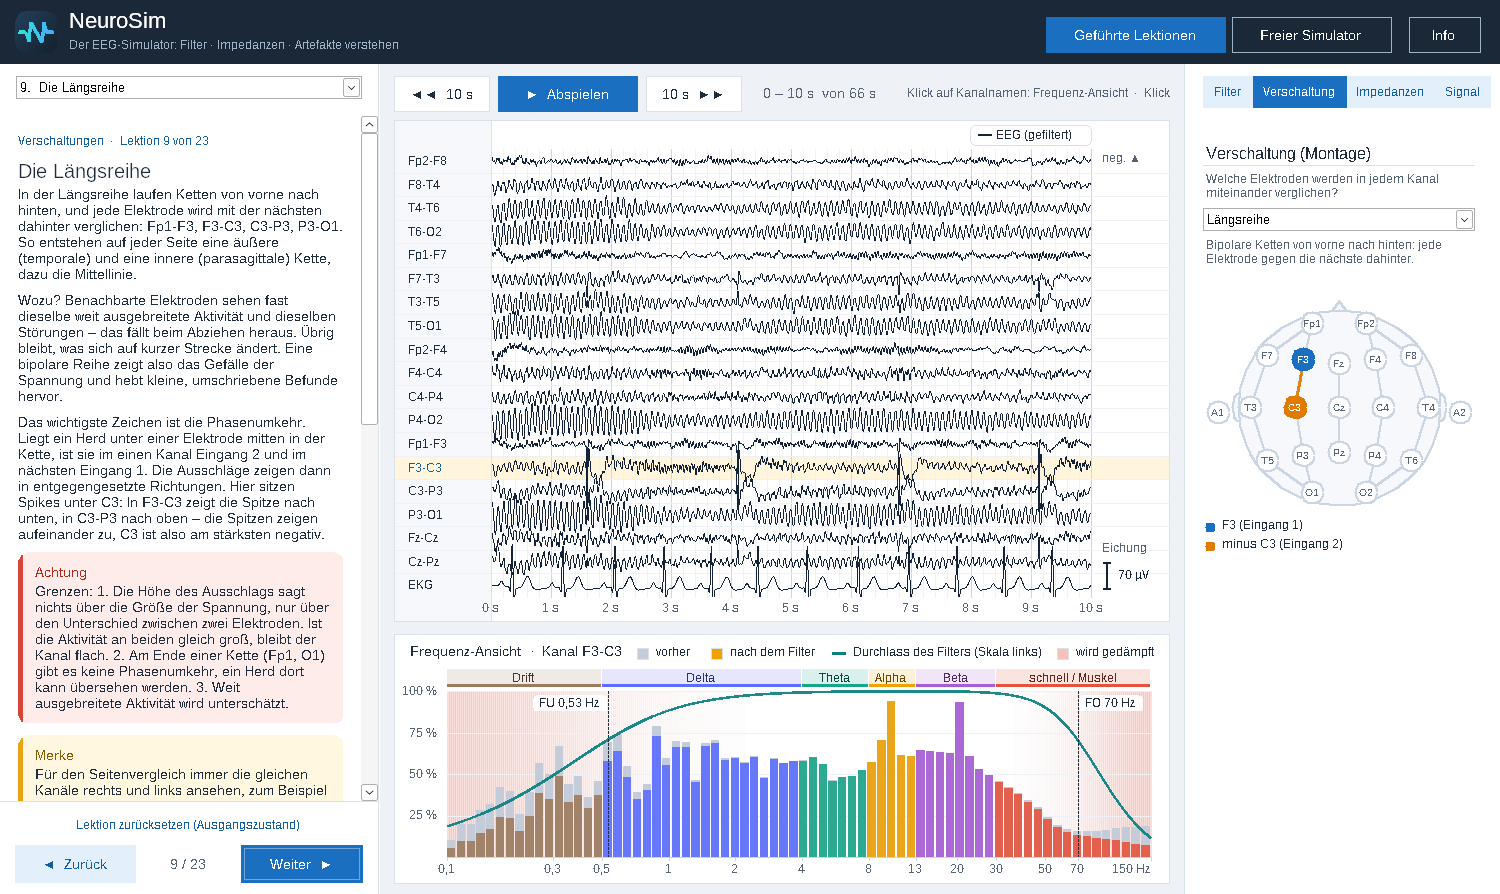 NeuroSim
Der EEG-Simulator: Filter · Impedanzen · Artefakte verstehen
Geführte Lektionen
Freier Simulator
Info
9. Die Längsreihe
Verschaltungen · Lektion 9 von 23
Die Längsreihe
In der Längsreihe laufen Ketten von vorne nach
hinten, und jede Elektrode wird mit der nächsten
dahinter verglichen: Fp1-F3, F3-C3, C3-P3, P3-O1.
So entstehen auf jeder Seite eine äußere
(temporale) und eine innere (parasagittale) Kette,
dazu die Mittellinie.
Wozu? Benachbarte Elektroden sehen fast
dieselbe weit ausgebreitete Aktivität und dieselben
Störungen – das fällt beim Abziehen heraus. Übrig
bleibt, was sich auf kurzer Strecke ändert. Eine
bipolare Reihe zeigt also das Gefälle der
Spannung und hebt kleine, umschriebene Befunde
hervor.
Das wichtigste Zeichen ist die Phasenumkehr.
Liegt ein Herd unter einer Elektrode mitten in der
Kette, ist sie im einen Kanal Eingang 2 und im
nächsten Eingang 1. Die Ausschläge zeigen dann
in entgegengesetzte Richtungen. Hier sitzen
Spikes unter C3: In F3-C3 zeigt die Spitze nach
unten, in C3-P3 nach oben – die Spitzen zeigen
aufeinander zu, C3 ist also am stärksten negativ.
Achtung
Grenzen: 1. Die Höhe des Ausschlags sagt
nichts über die Größe der Spannung, nur über
den Unterschied zwischen zwei Elektroden. Ist
die Aktivität an beiden gleich groß, bleibt der
Kanal flach. 2. Am Ende einer Kette (Fp1, O1)
gibt es keine Phasenumkehr, ein Herd dort
kann übersehen werden. 3. Weit
ausgebreitete Aktivität wird unterschätzt.
Merke
Für den Seitenvergleich immer die gleichen
Kanäle rechts und links ansehen, zum Beispiel
Lektion zurücksetzen (Ausgangszustand)
◄ Zurück
9 / 23
Weiter ►
◄◄ 10 s
► Abspielen
10 s ►►
0 – 10 s von 66 s
Klick auf Kanalnamen: Frequenz-Ansicht · Klick
EEG (gefiltert)
neg. ▲
Fp2-F8
F8-T4
T4-T6
T6-O2
Fp1-F7
F7-T3
T3-T5
T5-O1
Fp2-F4
F4-C4
C4-P4
P4-O2
Fp1-F3
F3-C3
C3-P3
P3-O1
Fz-Cz
Cz-Pz
EKG
Eichung
70 µV
0 s 1 s 2 s 3 s 4 s 5 s 6 s 7 s 8 s 9 s 10 s
Frequenz-Ansicht · Kanal F3-C3
vorher
nach dem Filter
Durchlass des Filters (Skala links)
wird gedämpft
Drift Delta Theta Alpha Beta schnell / Muskel
100 %
75 %
50 %
25 %
FU 0,53 Hz
FO 70 Hz
0,1 0,3 0,5 1 2 4 8 13 20 30 50 70 150 Hz
Filter
Verschaltung
Impedanzen
Signal
Verschaltung (Montage)
Welche Elektroden werden in jedem Kanal
miteinander verglichen?
Längsreihe
Bipolare Ketten von vorne nach hinten: jede
Elektrode gegen die nächste dahinter.
Fp1 Fp2
F7 F3 Fz F4 F8
A1 T3 C3 Cz C4 T4 A2
T5 P3 Pz P4 T6
O1 O2
F3 (Eingang 1)
minus C3 (Eingang 2)